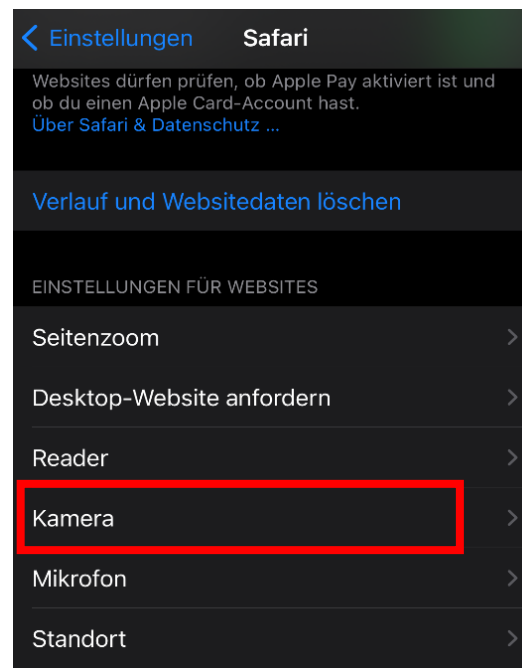 Einstellungen Safari
Websites dürfen prüfen, ob Apple Pay aktiviert ist und
ob du einen Apple Card-Account hast.
Über Safari & Datenschutz ...
Verlauf und Websitedaten löschen
EINSTELLUNGEN FÜR WEBSITES
Seitenzoom
Desktop-Website anfordern
Reader
Kamera
Mikrofon
Standort